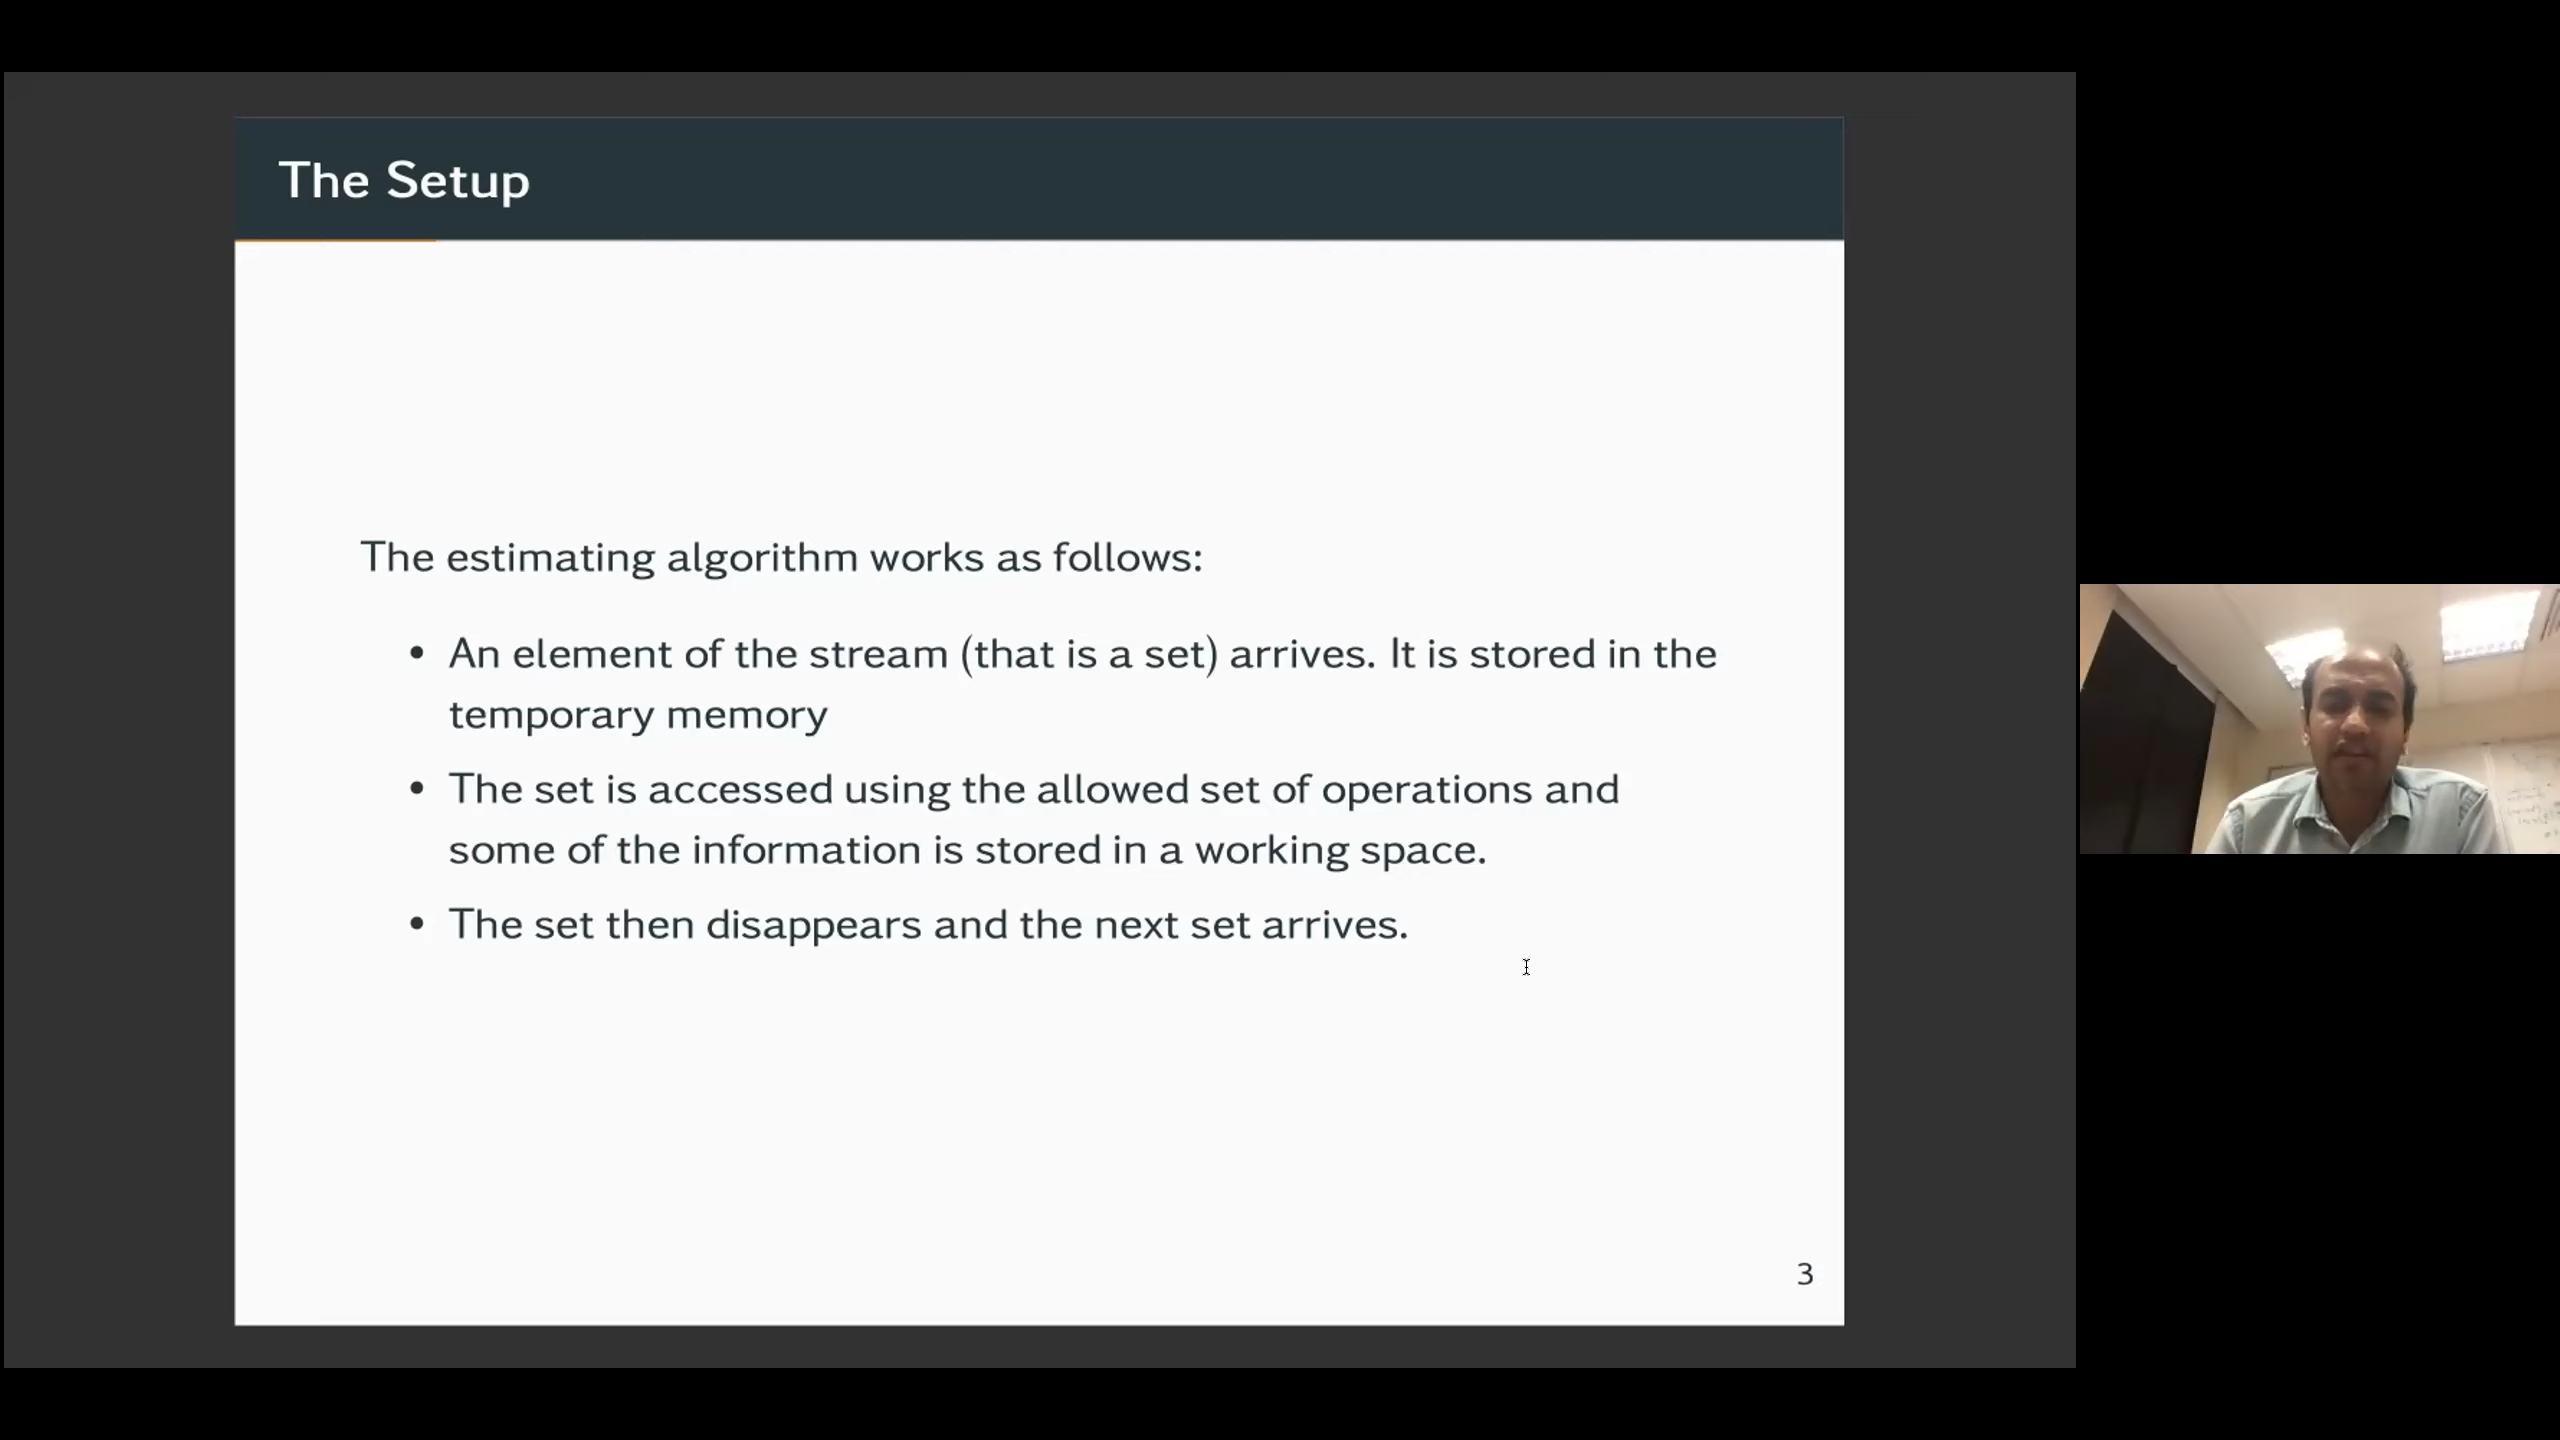 The Setup
The estimating algorithm works as follows:
• An element of the stream (that is a set) arrives. It is stored in the
temporary memory
• The set is accessed using the allowed set of operations and
some of the information is stored in a working space.
• The set then disappears and the next set arrives.
3